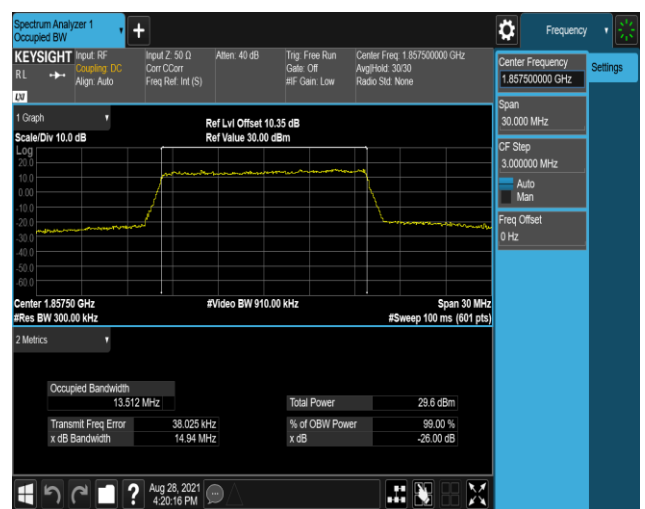 Spectrum Analyzer 1
Occupied BW
Frequency
KEYSIGHT
RL
LXI
Input: RF
Coupling: DC
Align: Auto
Input Z: 50 Ω
Corr CCorr
Freq Ref: Int (S)
Atten: 40 dB
Trig: Free Run
Gate: Off
#IF Gain: Low
Center Freq: 1.857500000 GHz
Avg|Hold: 30/30
Radio Std: None
Center Frequency
1.857500000 GHz
Settings
Span
30.000 MHz
CF Step
3.000000 MHz
Auto
Man
Freq Offset
0 Hz
1 Graph
Scale/Div 10.0 dB
Ref Lvl Offset 10.35 dB
Ref Value 30.00 dBm
Log
20.0
10.0
0.00
-10.0
-20.0
-30.0
-40.0
-50.0
-60.0
Center 1.85750 GHz
#Video BW 910.00 kHz
Span 30 MHz
#Res BW 300.00 kHz
#Sweep 100 ms (601 pts)
2 Metrics
Occupied Bandwidth
13.512 MHz
Total Power 29.6 dBm
Transmit Freq Error 38.025 kHz
% of OBW Power 99.00 %
x dB Bandwidth 14.94 MHz
x dB -26.00 dB
?
Aug 28, 2021
4:20:16 PM